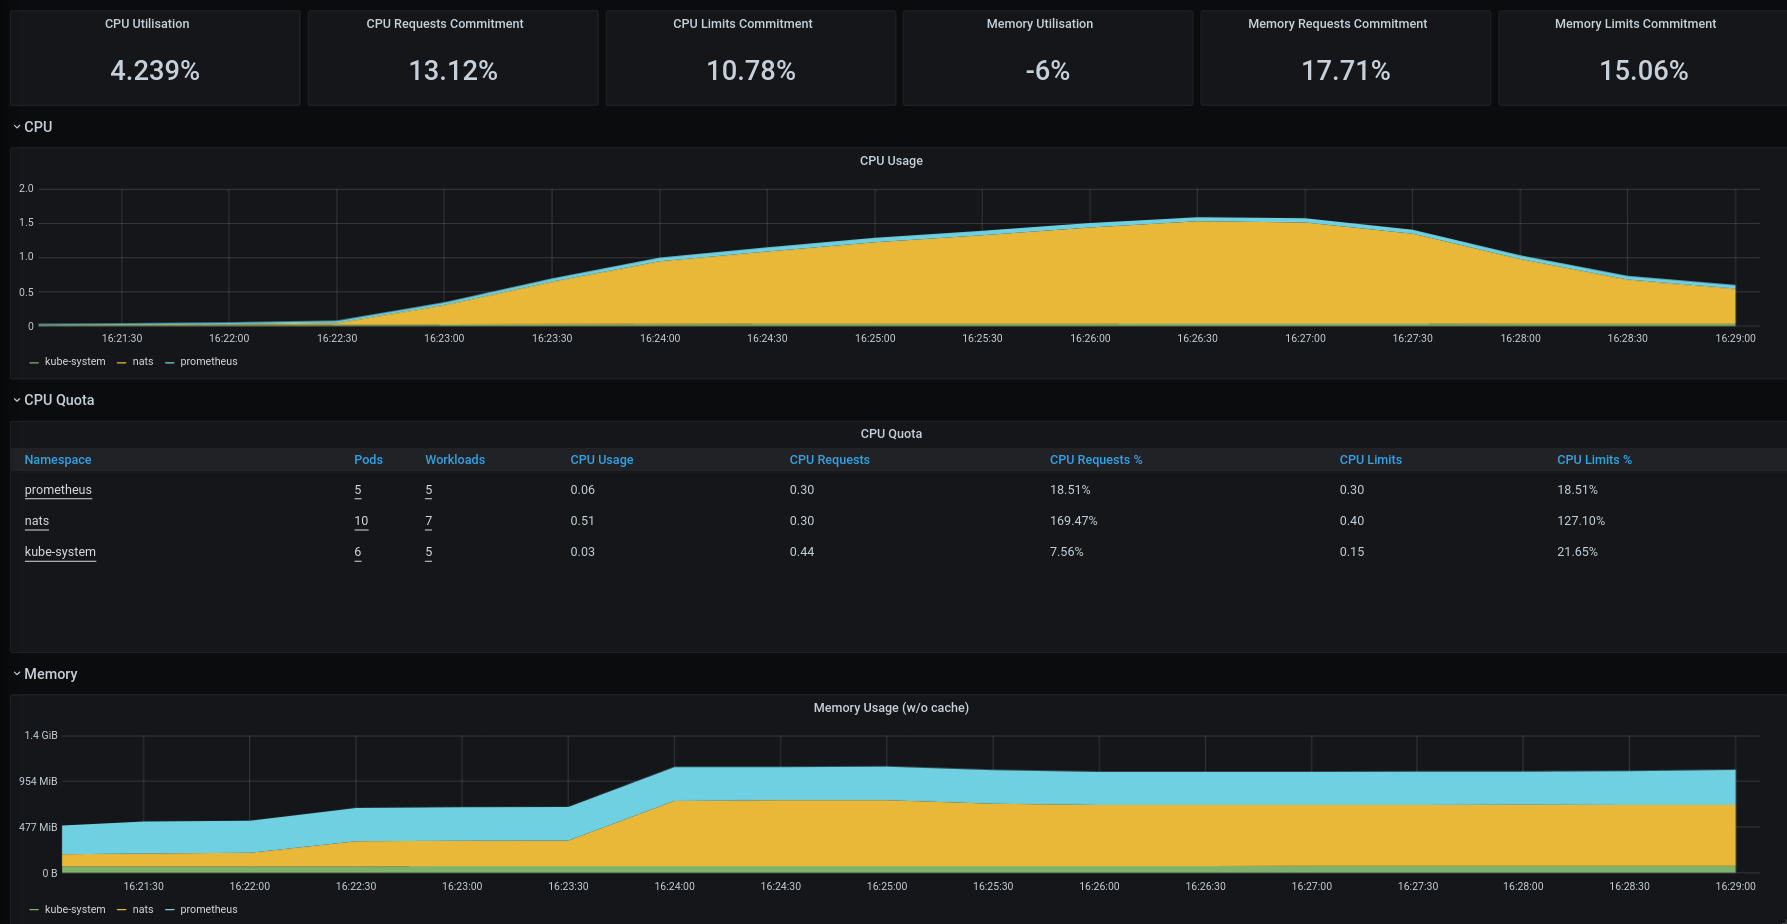 CPU Utilisation CPU Requests Commitment CPU Limits Commitment Memory Utilisation Memory Requests Commitment Memory Limits Commitment
4.239% 13.12% 10.78% -6% 17.71% 15.06%
CPU
CPU Usage
2.0
1.5
1.0
0.5
0
16:21:30 16:22:00 16:22:30 16:23:00 16:23:30 16:24:00 16:24:30 16:25:00 16:25:30 16:26:00 16:26:30 16:27:00 16:27:30 16:28:00 16:28:30 16:29:00
kube-system nats prometheus
CPU Quota
CPU Quota
Namespace Pods Workloads CPU Usage CPU Requests CPU Requests % CPU Limits CPU Limits %
prometheus 5 5 0.06 0.30 18.51% 0.30 18.51%
nats 10 7 0.51 0.30 169.47% 0.40 127.10%
kube-system 6 5 0.03 0.44 7.56% 0.15 21.65%
Memory
Memory Usage (w/o cache)
1.4 GiB
954 MiB
477 MiB
0 B
16:21:30 16:22:00 16:22:30 16:23:00 16:23:30 16:24:00 16:24:30 16:25:00 16:25:30 16:26:00 16:26:30 16:27:00 16:27:30 16:28:00 16:28:30 16:29:00
kube-system nats prometheus